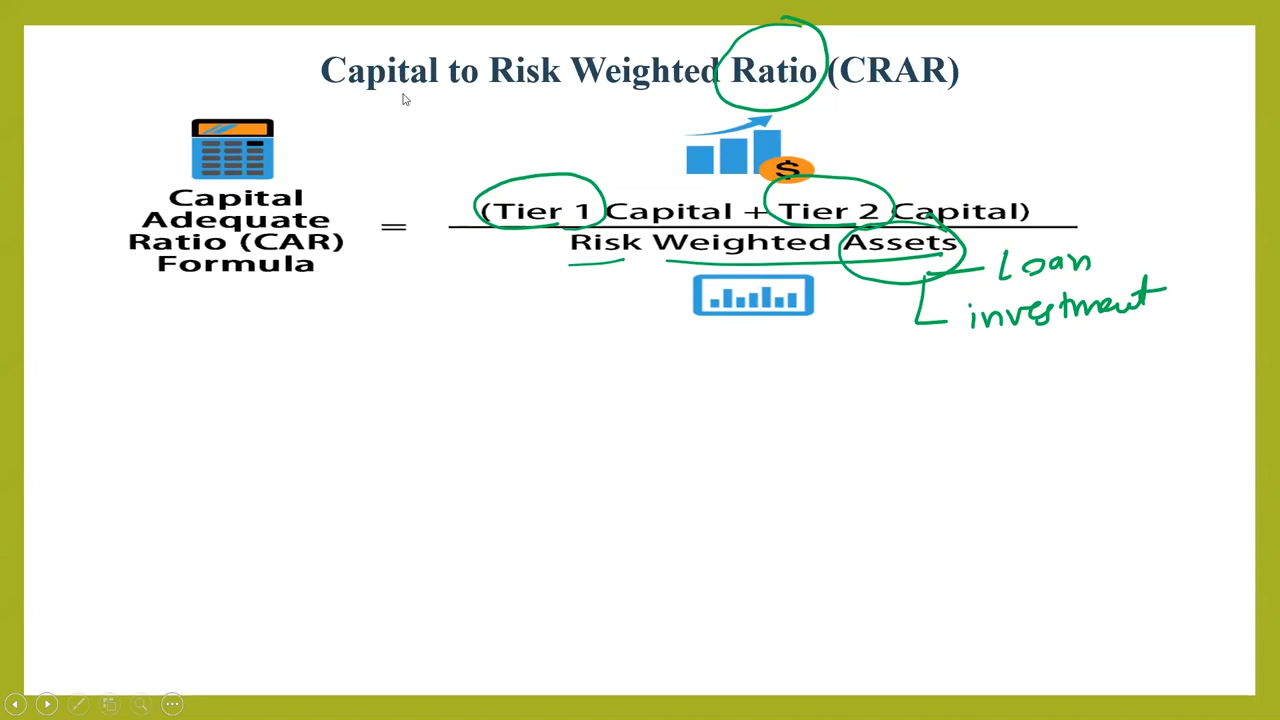 Capital to Risk Weighted Ratio (CRAR)
Capital
Adequate
Ratio (CAR)
Formula
=
(Tier 1 Capital + Tier 2 Capital)
Risk Weighted Assets
$
Loan
investment